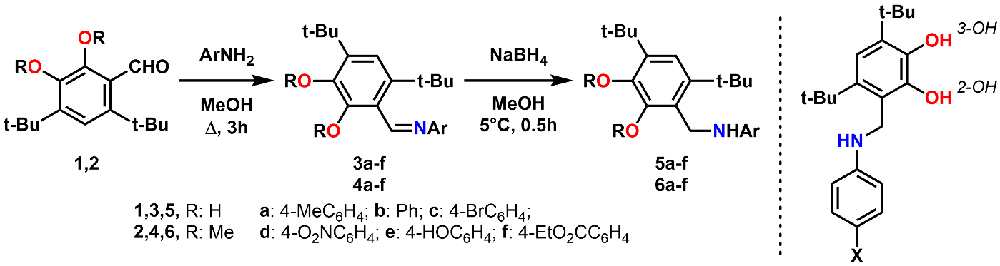 OR
RO
CHO
t-Bu
t-Bu
1,2
ArNH₂
MeOH
Δ, 3h
t-Bu
RO
t-Bu
RO
NAr
3a-f
4a-f
NaBH₄
MeOH
5°C, 0.5h
t-Bu
RO
t-Bu
RO
NHAr
5a-f
6a-f
1,3,5, R: H a: 4-MeC₆H₄; b: Ph; c: 4-BrC₆H₄;
2,4,6, R: Me d: 4-O₂NC₆H₄; e: 4-HOC₆H₄; f: 4-EtO₂CC₆H₄
t-Bu
OH 3-OH
t-Bu
OH 2-OH
HN
X